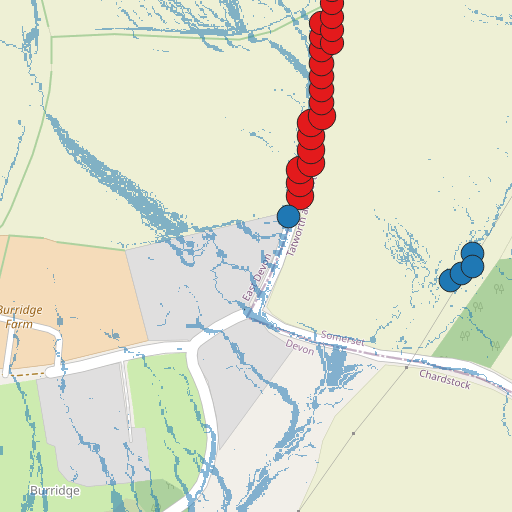 East Devon
Tatworth a
Burridge
Farm
Somerset
Devon
Chardstock
Burridge